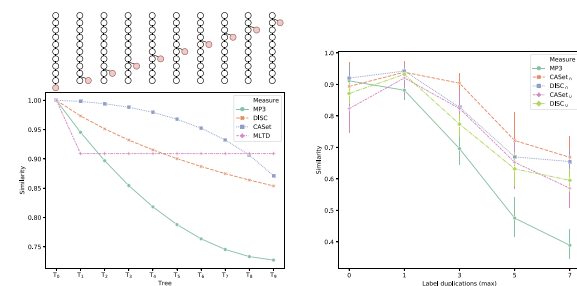 1.00
0.95
0.90
0.85
0.80
0.75
Similarity
T0 T1 T2 T3 T4 T5 T6 T7 T8 T9
Tree
Measure
MP3
DISC
CASet
MLTD
1.0
0.9
0.8
0.7
0.6
0.5
0.4
Similarity
0 1 3 5 7
Label duplications (max)
Measure
MP3
CASet∩
DISC∩
CASet∪
DISC∪